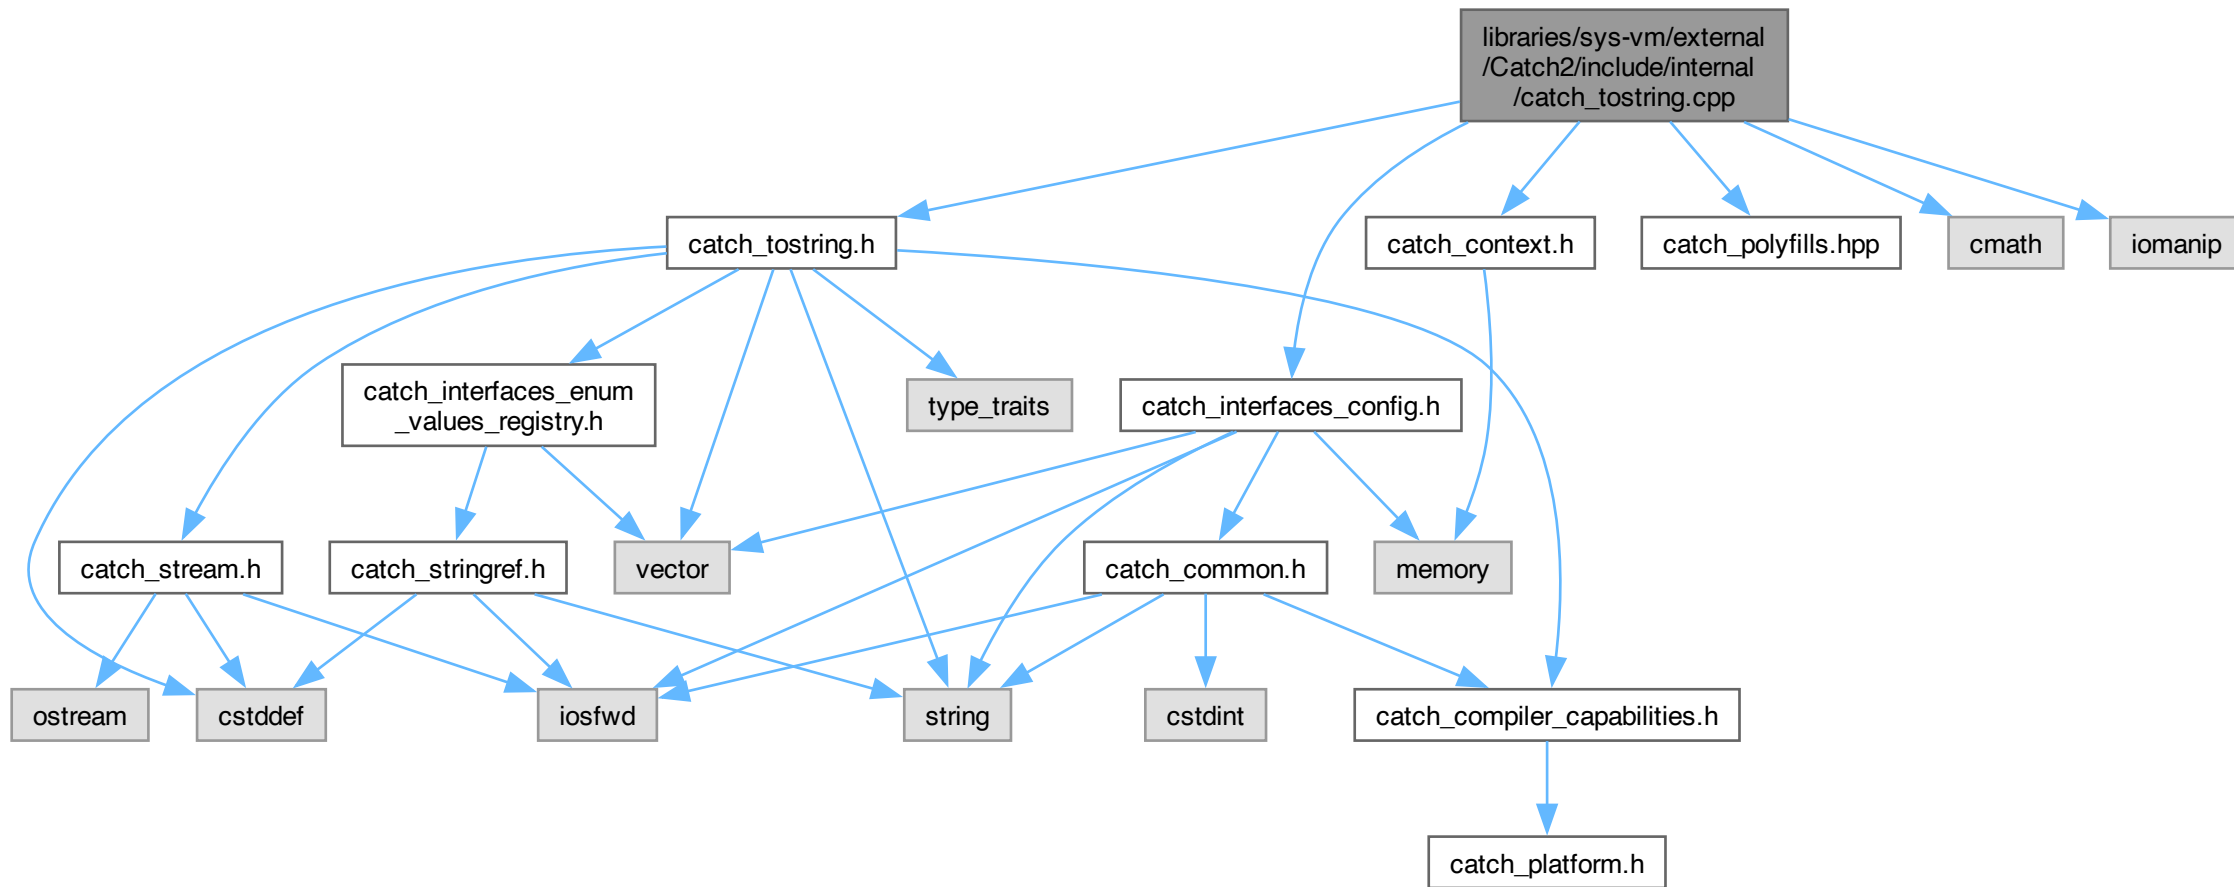 libraries/sys-vm/external
/Catch2/include/internal
/catch_tostring.cpp
catch_tostring.h
catch_context.h
catch_polyfills.hpp
cmath
iomanip
catch_interfaces_enum
_values_registry.h
type_traits
catch_interfaces_config.h
catch_stream.h
catch_stringref.h
vector
catch_common.h
memory
ostream
cstddef
iosfwd
string
cstdint
catch_compiler_capabilities.h
catch_platform.h